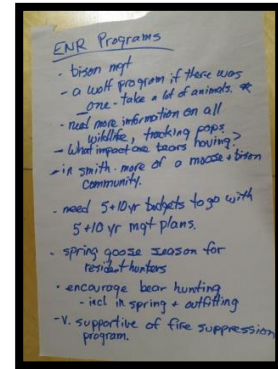 ENR Programs
- bison mgt
- a wolf program if there was
one - take a lot of animals. *
- need more information on all
wildlife, tracking pops
- What impact are bears having?
- in smith - more of a moose + bison
community.
- need 5+10 yr budgets to go with
5+10 yr mgt plans.
- spring goose season for
resident hunters
- encourage bear hunting
- incl in spring + outfitting
- v. supportive of fire suppression
program.